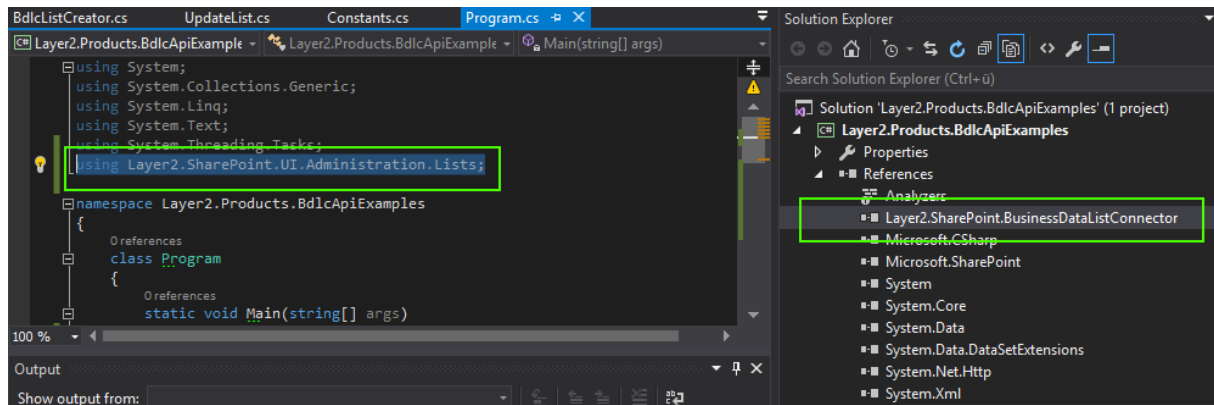 BdlcListCreator.cs UpdateList.cs Constants.cs Program.cs
Layer2.Products.BdlcApiExample Layer2.Products.BdlcApiExample Main(string[] args)
using System;
using System.Collections.Generic;
using System.Linq;
using System.Text;
using System.Threading.Tasks;
using Layer2.SharePoint.UI.Administration.Lists;
namespace Layer2.Products.BdlcApiExamples
{
0 references
class Program
{
0 references
static void Main(string[] args)
100 %
Output
Show output from:
Solution Explorer
Search Solution Explorer (Ctrl+ü)
Solution 'Layer2.Products.BdlcApiExamples' (1 project)
Layer2.Products.BdlcApiExamples
Properties
References
Analyzers
Layer2.SharePoint.BusinessDataListConnector
Microsoft.CSharp
Microsoft.SharePoint
System
System.Core
System.Data
System.Data.DataSetExtensions
System.Net.Http
System.Xml